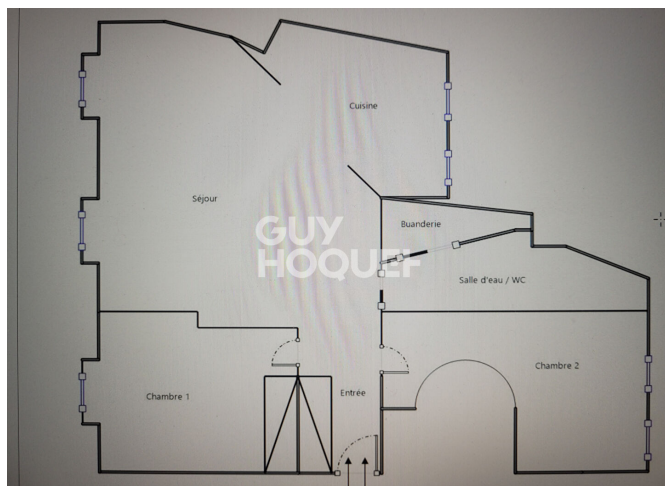 Cuisine
Séjour
GUY
HOQUET
Buanderie
Salle d'eau / WC
Chambre 2
Chambre 1
Entrée